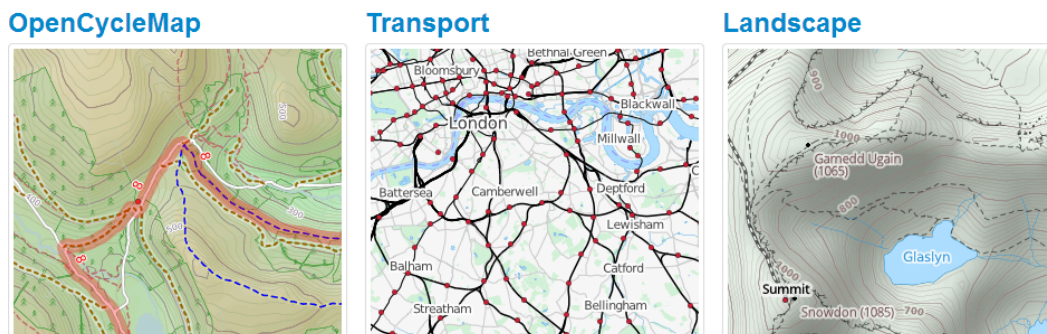 OpenCycleMap
Transport
Landscape
300
400
500
300
8
8
8
Bethnal Green
Bloomsbury
Blackwall
London
Millwall
Battersea
Camberwell
Deptford
Lewisham
Balham
Catford
Streatham
Bellingham
900
1000
Garnedd Ugain
(1065)
800
Glaslyn
1000
Summit
Snowdon (1085)
700